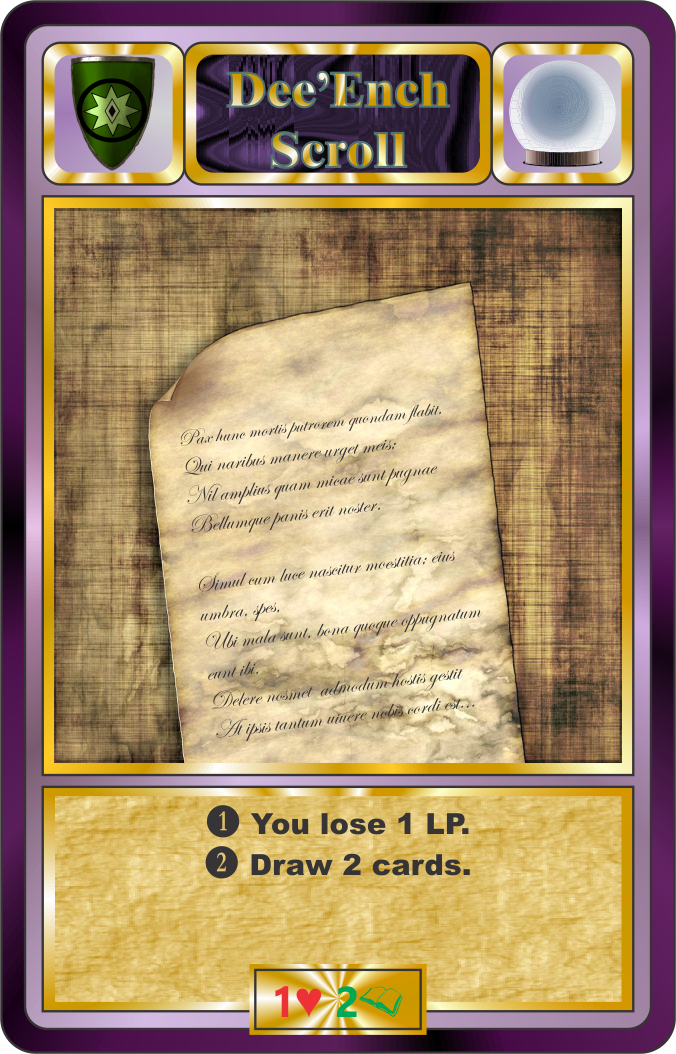 Dee'Ench
Scroll
Pax hunc mortis putrorem quondam flabit,
Qui naribus manere urget meis;
Nil amplius quam micae sunt pugnae
Bellumque panis erit noster.
Simul cum luce nascitur moestitia; eius
umbra, spes.
Ubi mala sunt, bona quoque oppugnatum
eunt ibi.
Delere nosmet admodum hostis gestit
At ipsis tantum uiuere nobis cordi est...
❶ You lose 1 LP.
❷ Draw 2 cards.
1♥ 2